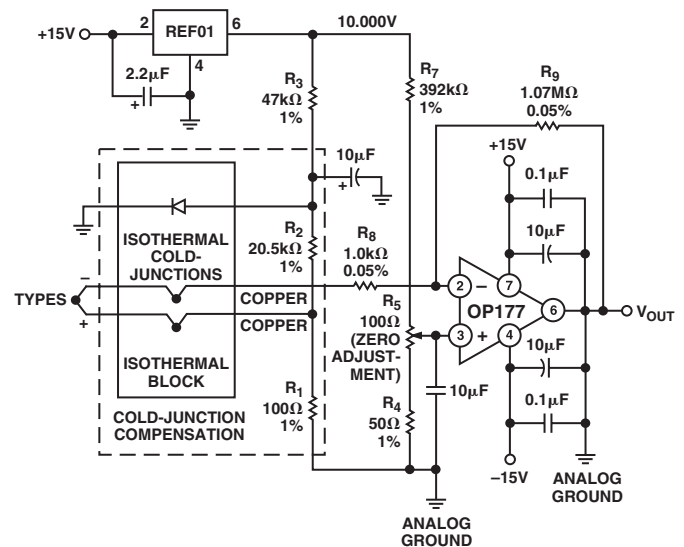 +15V
2
REF01
6
10.000V
4
2.2µF
+
R3
47kΩ
1%
R7
392kΩ
1%
R9
1.07MΩ
0.05%
+15V
10µF
+
0.1µF
10µF
ISOTHERMAL
COLD-
JUNCTIONS
R2
20.5kΩ
1%
R8
1.0kΩ
0.05%
–
TYPES
+
COPPER
COPPER
R5
100Ω
(ZERO
ADJUST-
MENT)
2
–
7
OP177
6
VOUT
3
+
4
ISOTHERMAL
BLOCK
10µF
10µF
0.1µF
R1
100Ω
1%
R4
50Ω
1%
COLD-JUNCTION
COMPENSATION
–15V
ANALOG
GROUND
ANALOG
GROUND